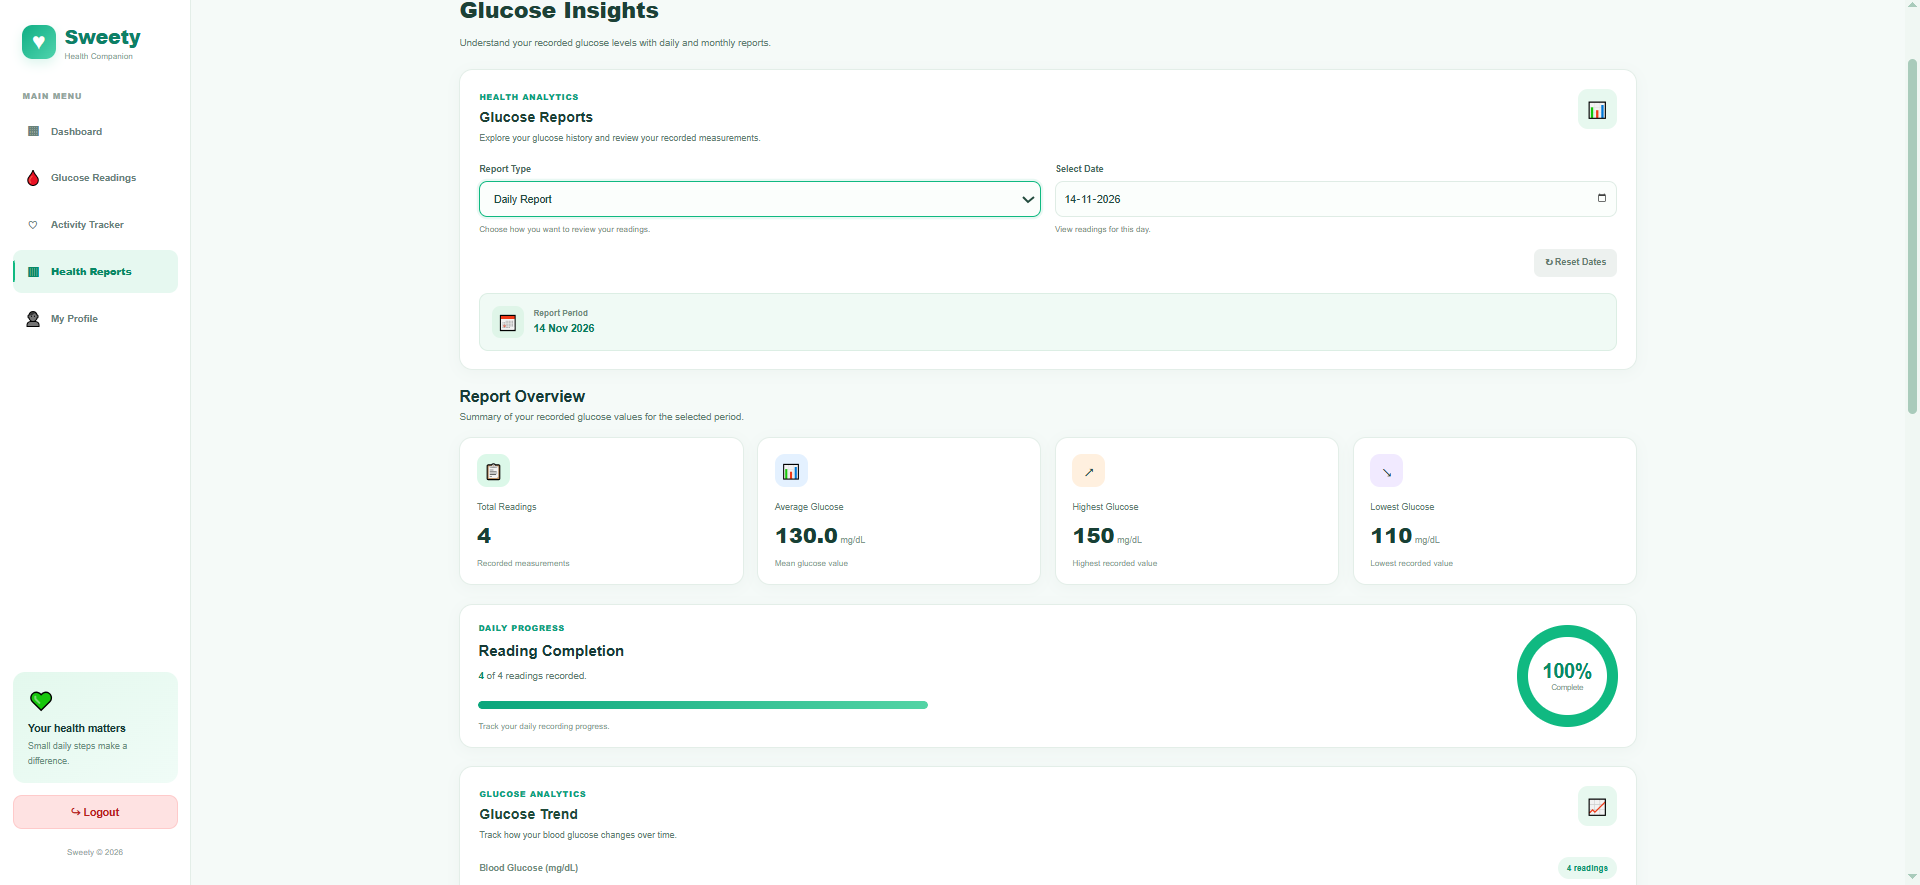 Sweety
Health Companion
MAIN MENU
Dashboard
Glucose Readings
Activity Tracker
Health Reports
My Profile
Your health matters
Small daily steps make a
difference.
↪ Logout
Sweety © 2026
Glucose Insights
Understand your recorded glucose levels with daily and monthly reports.
HEALTH ANALYTICS
Glucose Reports
Explore your glucose history and review your recorded measurements.
Report Type
Daily Report
Choose how you want to review your readings.
Select Date
14-11-2026
View readings for this day.
↻ Reset Dates
Report Period
14 Nov 2026
Report Overview
Summary of your recorded glucose values for the selected period.
Total Readings
4
Recorded measurements
Average Glucose
130.0 mg/dL
Mean glucose value
Highest Glucose
150 mg/dL
Highest recorded value
Lowest Glucose
110 mg/dL
Lowest recorded value
DAILY PROGRESS
Reading Completion
4 of 4 readings recorded.
Track your daily recording progress.
100%
Complete
GLUCOSE ANALYTICS
Glucose Trend
Track how your blood glucose changes over time.
Blood Glucose (mg/dL)
4 readings